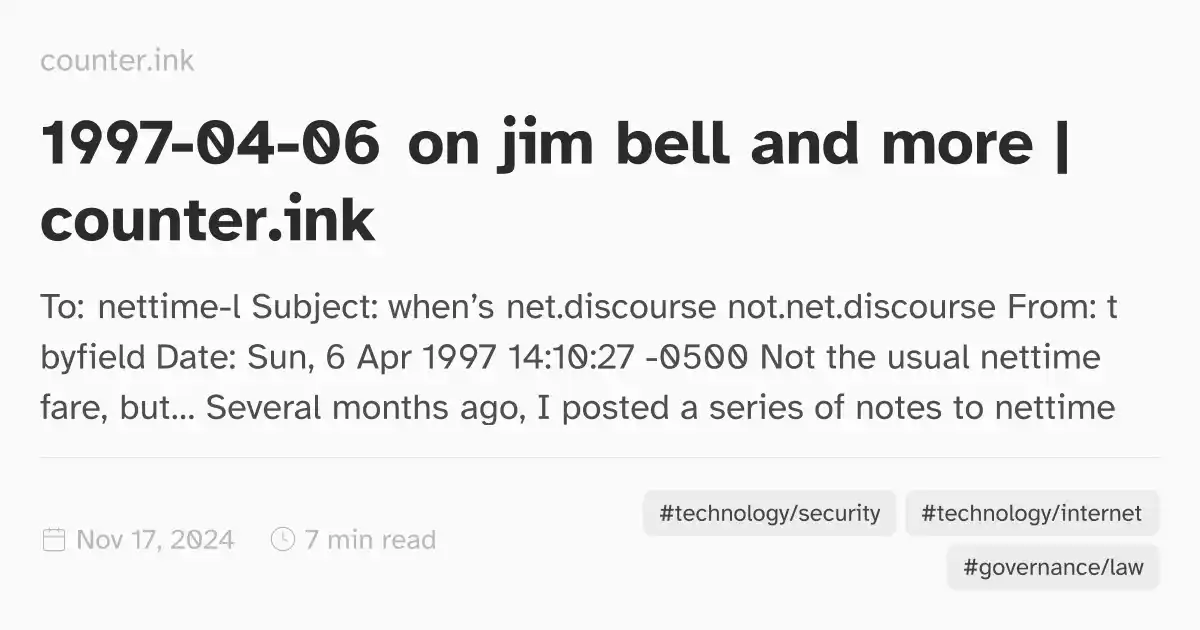 counter.ink
1997-04-06 on jim bell and more |
counter.ink
To: nettime-l Subject: when’s net.discourse not.net.discourse From: t
byfield Date: Sun, 6 Apr 1997 14:10:27 -0500 Not the usual nettime
fare, but... Several months ago, I posted a series of notes to nettime
Nov 17, 2024
7 min read
#technology/security
#technology/internet
#governance/law